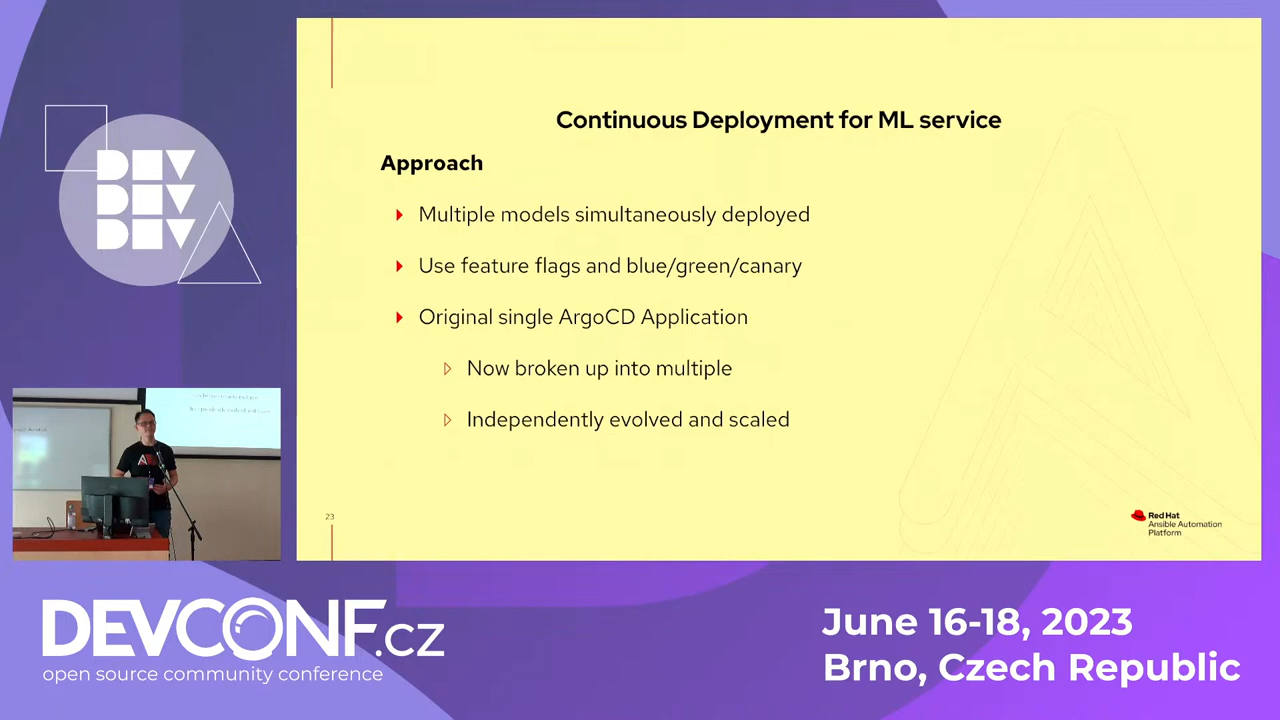 DEV
DEV
DEV
Continuous Deployment for ML service
Approach
Multiple models simultaneously deployed
Use feature flags and blue/green/canary
Original single ArgoCD Application
Now broken up into multiple
Independently evolved and scaled
23
Red Hat
Ansible Automation
Platform
DEVCONF.cz
open source community conference
June 16-18, 2023
Brno, Czech Republic